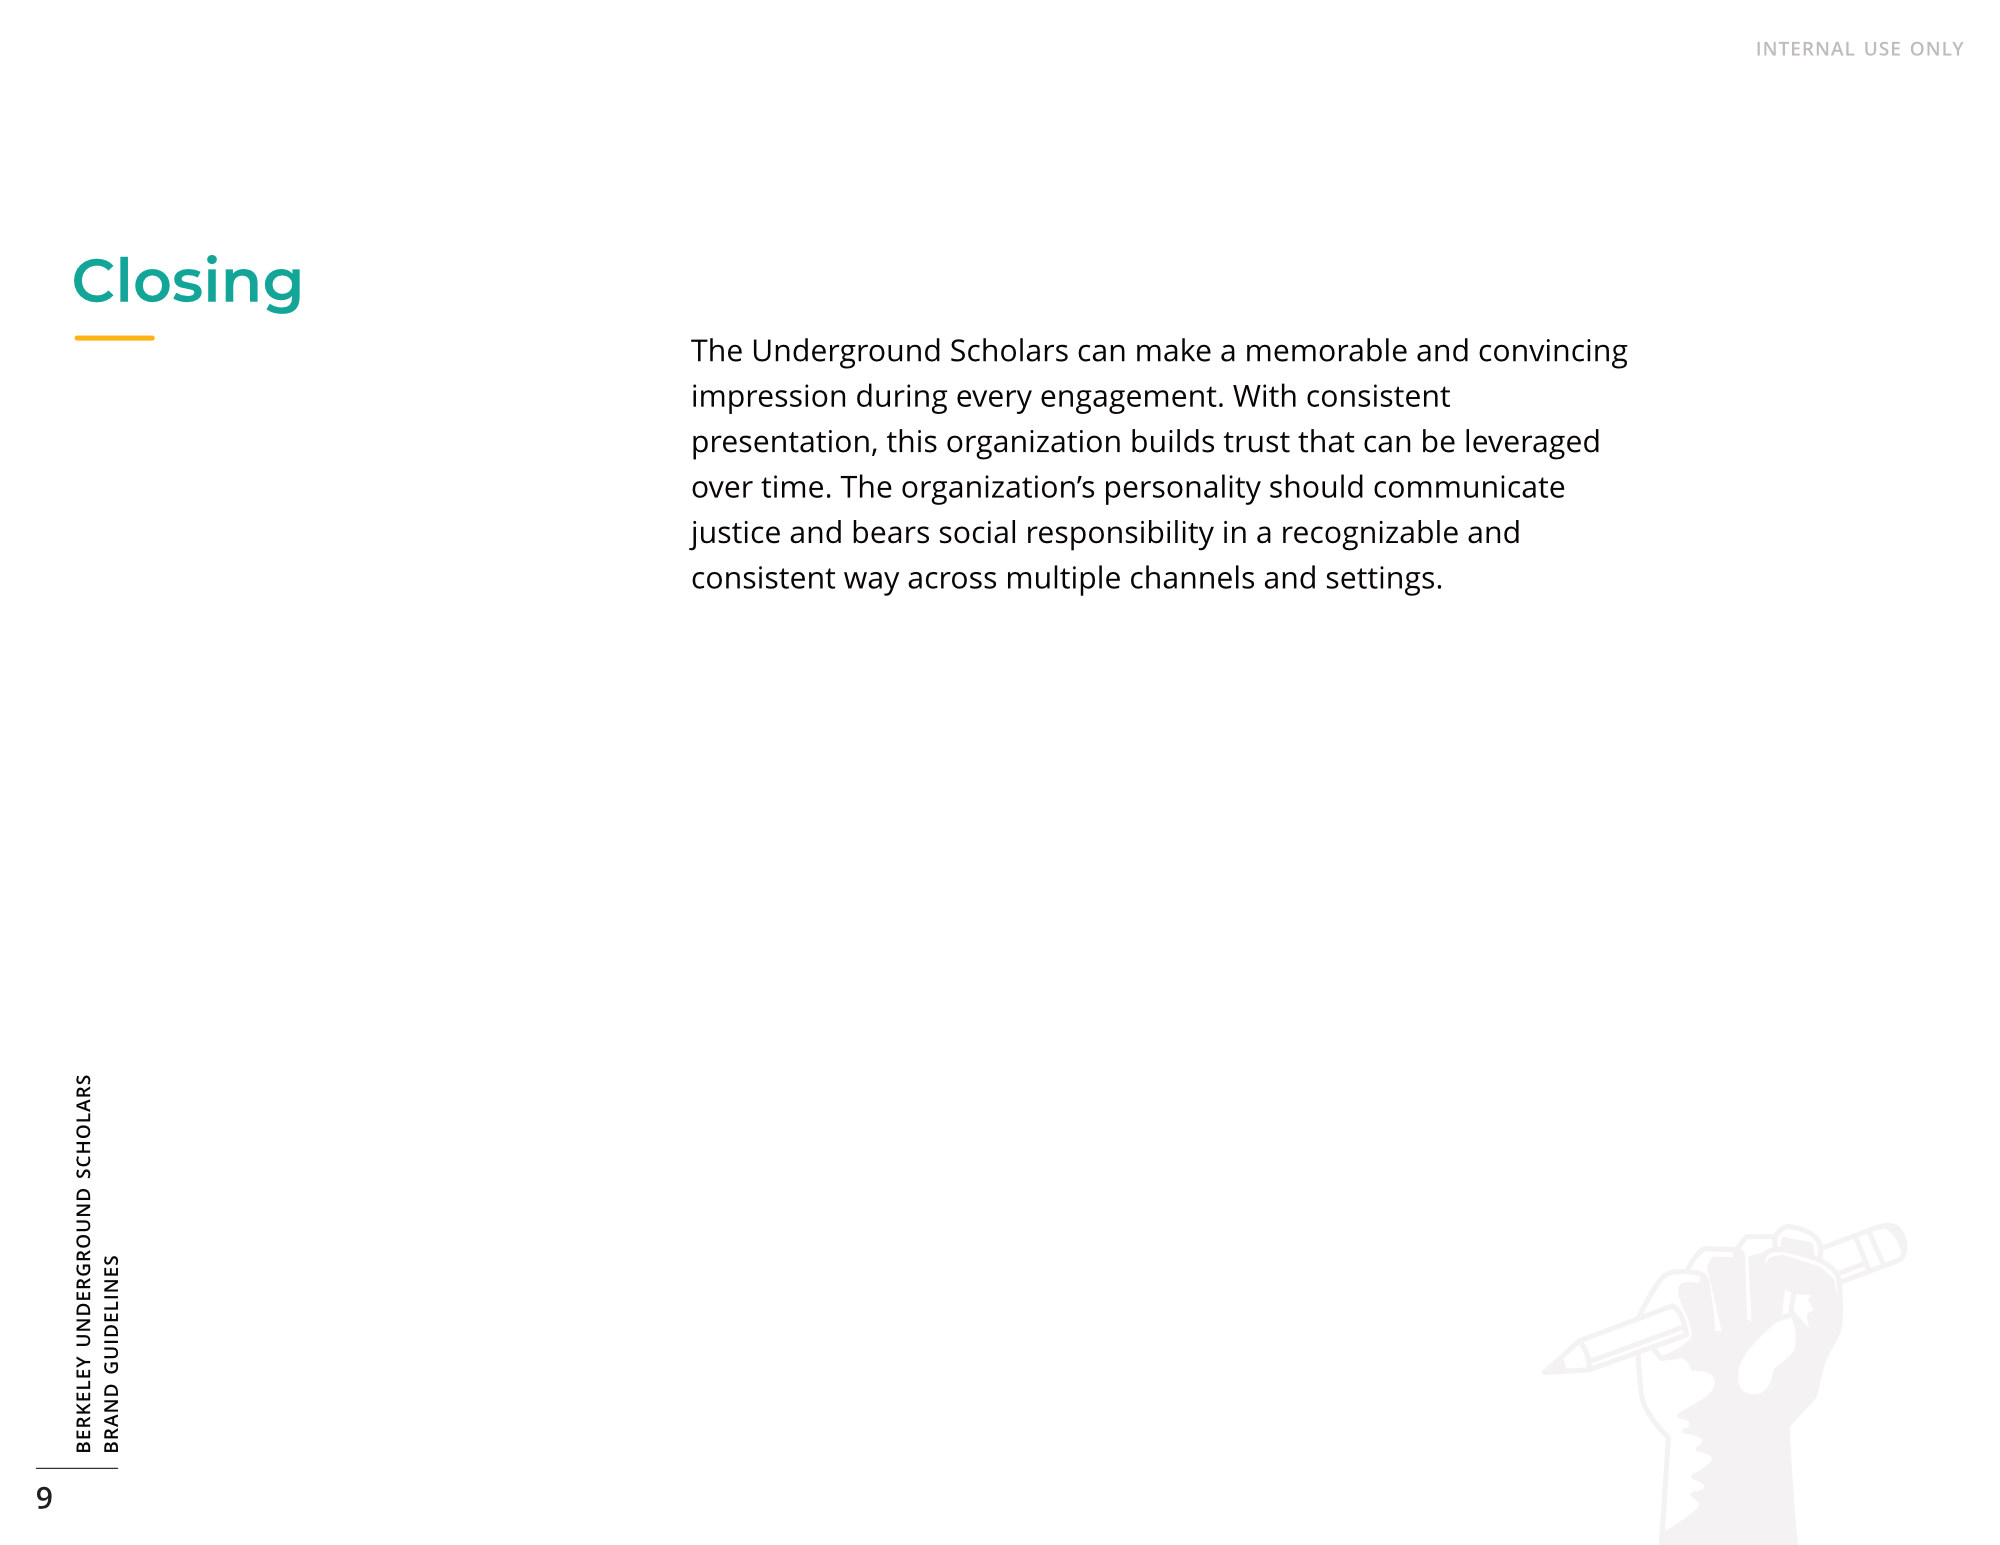 INTERNAL USE ONLY
Closing
The Underground Scholars can make a memorable and convincing
impression during every engagement. With consistent
presentation, this organization builds trust that can be leveraged
over time. The organization’s personality should communicate
justice and bears social responsibility in a recognizable and
consistent way across multiple channels and settings.
BERKELEY UNDERGROUND SCHOLARS
BRAND GUIDELINES
9